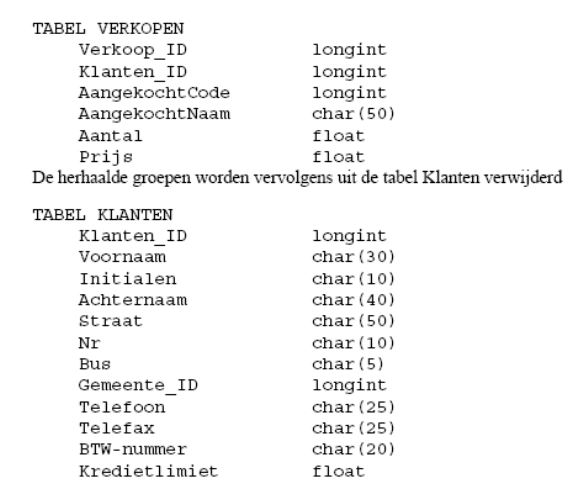 TABEL VERKOPEN
Verkoop_ID longint
Klanten_ID longint
AangekochtCode longint
AangekochtNaam char(50)
Aantal float
Prijs float
De herhaalde groepen worden vervolgens uit de tabel Klanten verwijderd
TABEL KLANTEN
Klanten_ID longint
Voornaam char(30)
Initialen char(10)
Achternaam char(40)
Straat char(50)
Nr char(10)
Bus char(5)
Gemeente_ID longint
Telefoon char(25)
Telefax char(25)
BTW-nummer char(20)
Kredietlimiet float